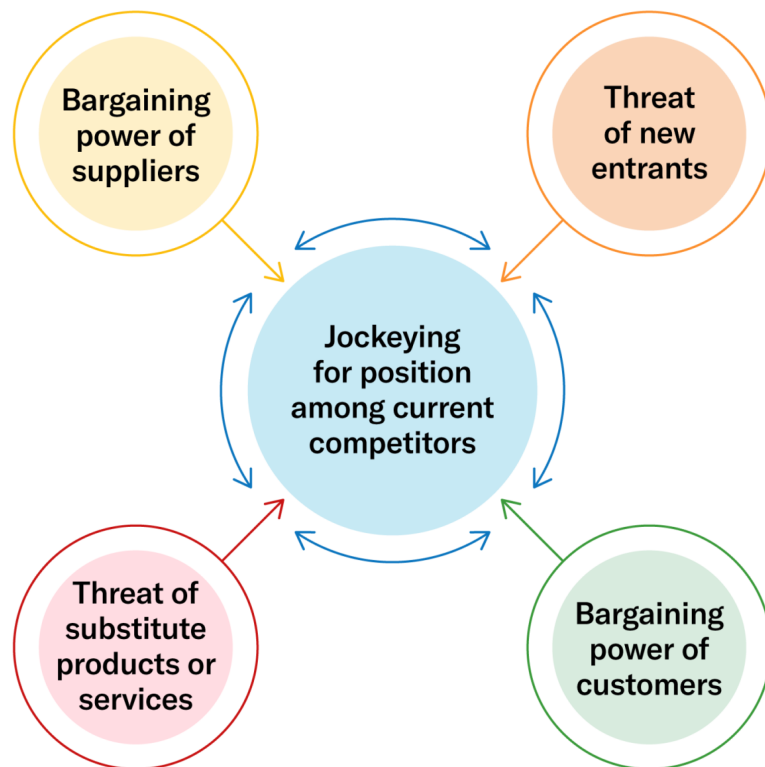 Bargaining
power of
suppliers
Threat
of new
entrants
Jockeying
for position
among current
competitors
Threat of
substitute
products or
services
Bargaining
power of
customers